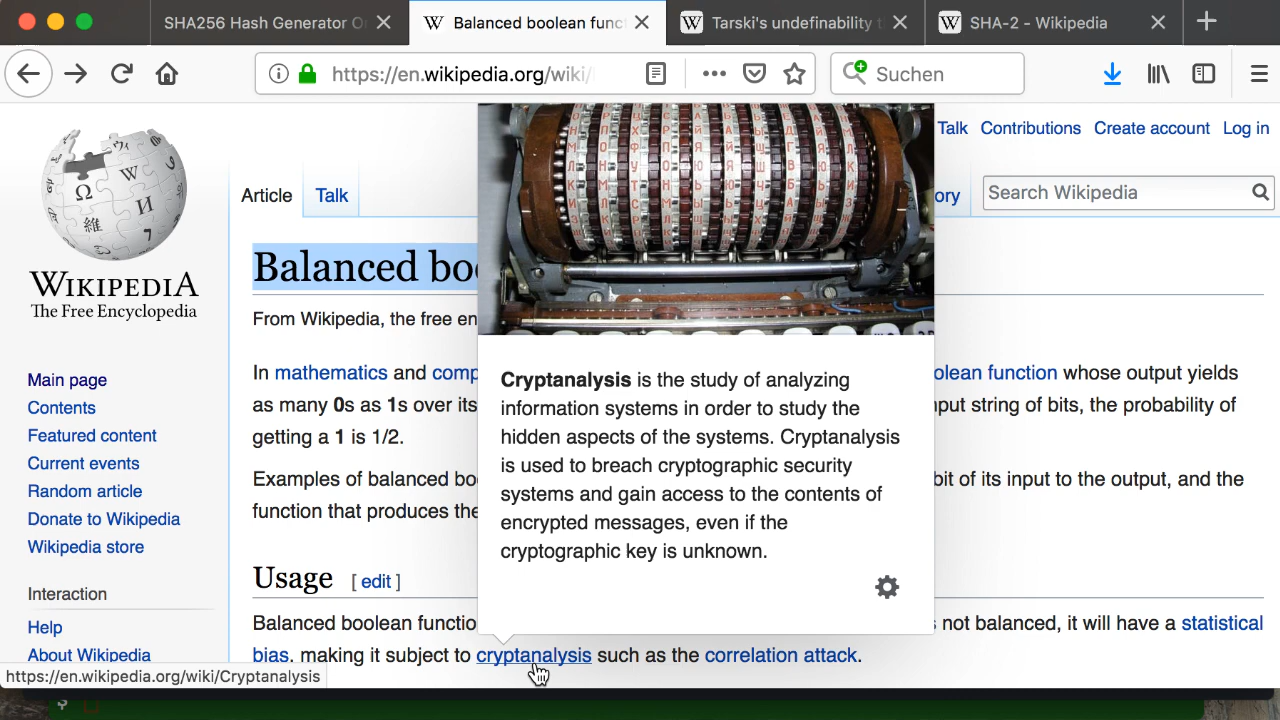 SHA256 Hash Generator O
Balanced boolean func
Tarski's undefinability t
SHA-2 - Wikipedia
https://en.wikipedia.org/wiki/
Suchen
WIKIPEDIA
The Free Encyclopedia
Talk Contributions Create account Log in
Article Talk
ory
Search Wikipedia
Balanced bo
From Wikipedia, the free en
In mathematics and comp olean function whose output yields
as many 0s as 1s over its nput string of bits, the probability of
getting a 1 is 1/2.
Examples of balanced bo bit of its input to the output, and the
function that produces the
Usage [ edit ]
Balanced boolean functio s not balanced, it will have a statistical
bias, making it subject to cryptanalysis such as the correlation attack.
Cryptanalysis is the study of analyzing
information systems in order to study the
hidden aspects of the systems. Cryptanalysis
is used to breach cryptographic security
systems and gain access to the contents of
encrypted messages, even if the
cryptographic key is unknown.
Main page
Contents
Featured content
Current events
Random article
Donate to Wikipedia
Wikipedia store
Interaction
Help
About Wikipedia
https://en.wikipedia.org/wiki/Cryptanalysis